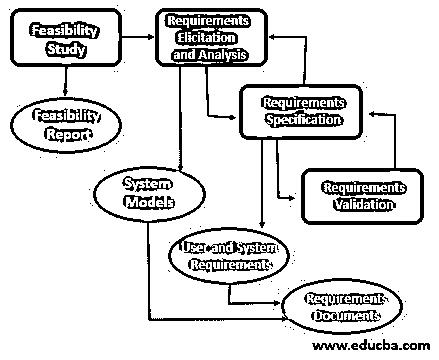 Feasibility
Study
Requirements
Elicitation
and Analysis
Feasibility
Report
Requirements
Specification
System
Models
Requirements
Validation
User and System
Requirements
Requirements
Documents
www.educba.com